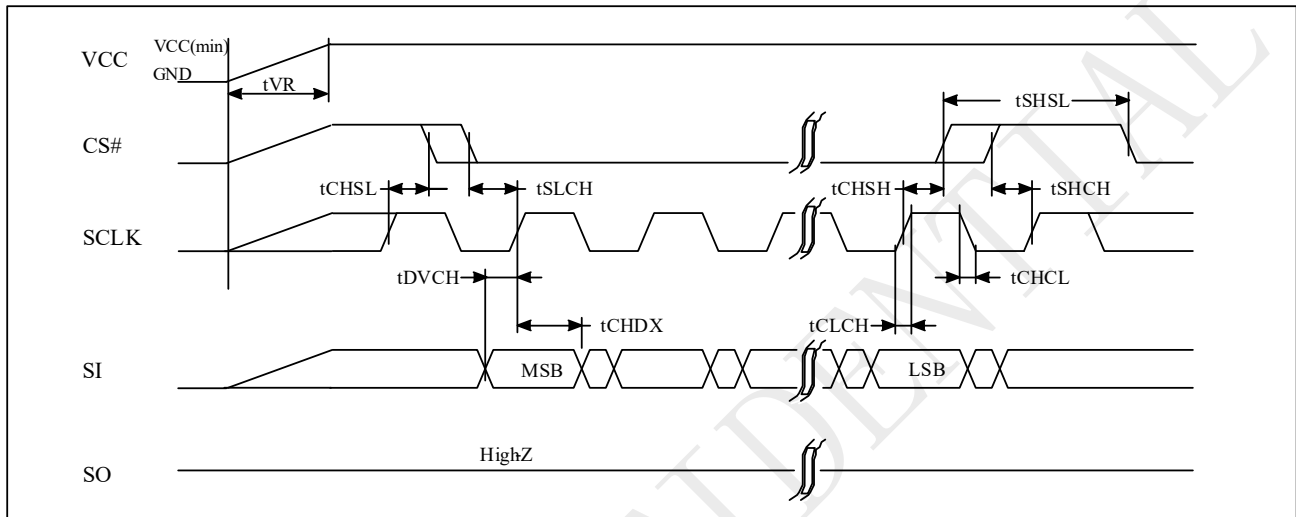 VCC
VCC(min)
GND
tVR
tSHSL
CS#
tCHSL
tSLCH
tCHSH
tSHCH
SCLK
tDVCH
tCHCL
tCHDX
tCLCH
SI
MSB
LSB
High-Z
SO